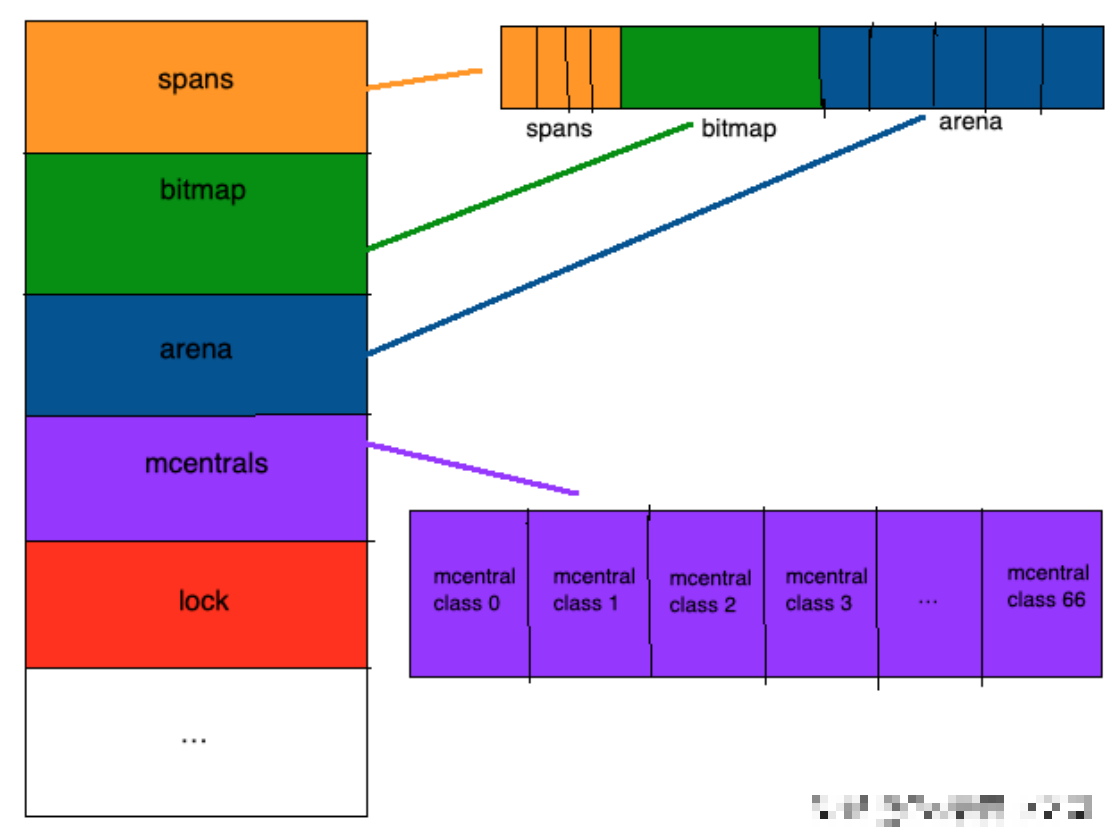 spans
bitmap
arena
mcentrals
lock
...
spans
bitmap
arena
mcentral
class 0
mcentral
class 1
mcentral
class 2
mcentral
class 3
...
mcentral
class 66